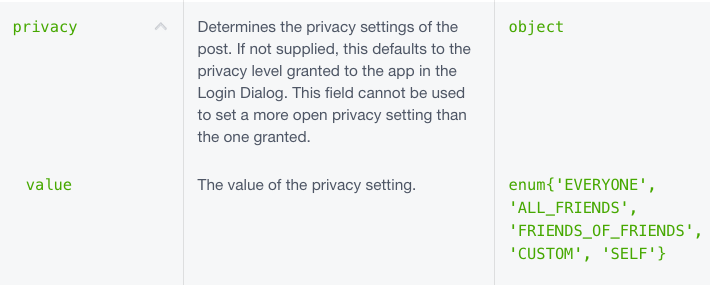 privacy
Determines the privacy settings of the
post. If not supplied, this defaults to the
privacy level granted to the app in the
Login Dialog. This field cannot be used
to set a more open privacy setting than
the one granted.
object
value
The value of the privacy setting.
enum{'EVERYONE',
'ALL_FRIENDS',
'FRIENDS_OF_FRIENDS',
'CUSTOM', 'SELF'}